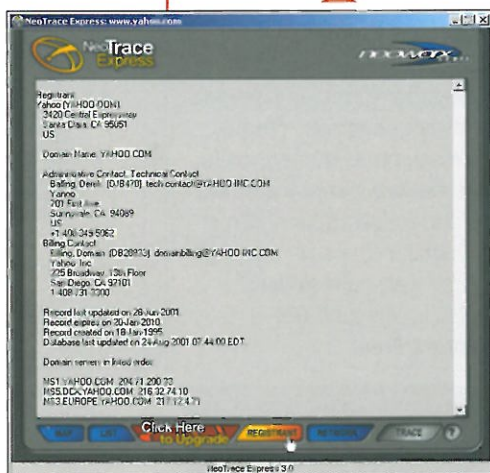 NeoTrace Express: www.yahoo.com
NeoTrace
Express
neoworx
Registrant:
Yahoo (YAHOO-DOM)
3420 Central Expressway
Santa Clara, CA 95051
US
Domain Name: YAHOO.COM
Administrative Contact, Technical Contact:
Balling, Derek (DJB470) tech-contact@YAHOO-INC.COM
Yahoo
701 First Ave
Sunnyvale, CA 94089
US
+1-408-349-5062
Billing Contact:
Billing, Domain (DB28833) domainbilling@YAHOO-INC.COM
Yahoo! Inc.
225 Broadway, 13th Floor
San Diego, CA 92101
1-408-731-3300
Record last updated on 28-Jun-2001.
Record expires on 20-Jan-2010.
Record created on 18-Jan-1995.
Database last updated on 24-Aug-2001 07:44:00 EDT.
Domain servers in listed order:
NS1.YAHOO.COM 204.71.200.33
NS5.DCX.YAHOO.COM 216.32.74.10
NS3.EUROPE.YAHOO.COM 217.12.4.71
MAP
LIST
Click Here
to Upgrade
REGISTRANT
NETWORK
TRACE
?
NeoTrace Express 3.0